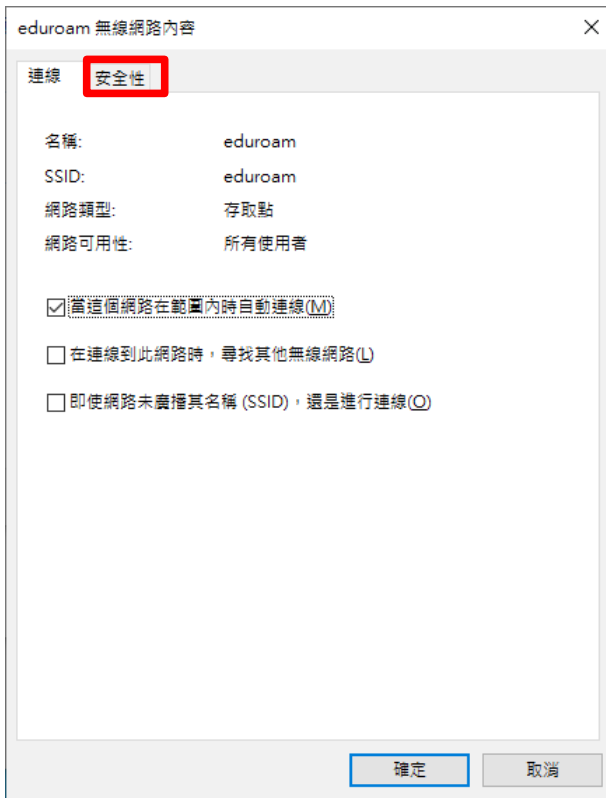 eduroam 無線網路內容
連線 安全性
名稱: eduroam
SSID: eduroam
網路類型: 存取點
網路可用性: 所有使用者
當這個網路在範圍內時自動連線(M)
在連線到此網路時，尋找其他無線網路(L)
即使網路未廣播其名稱 (SSID)，還是進行連線(O)
確定 取消